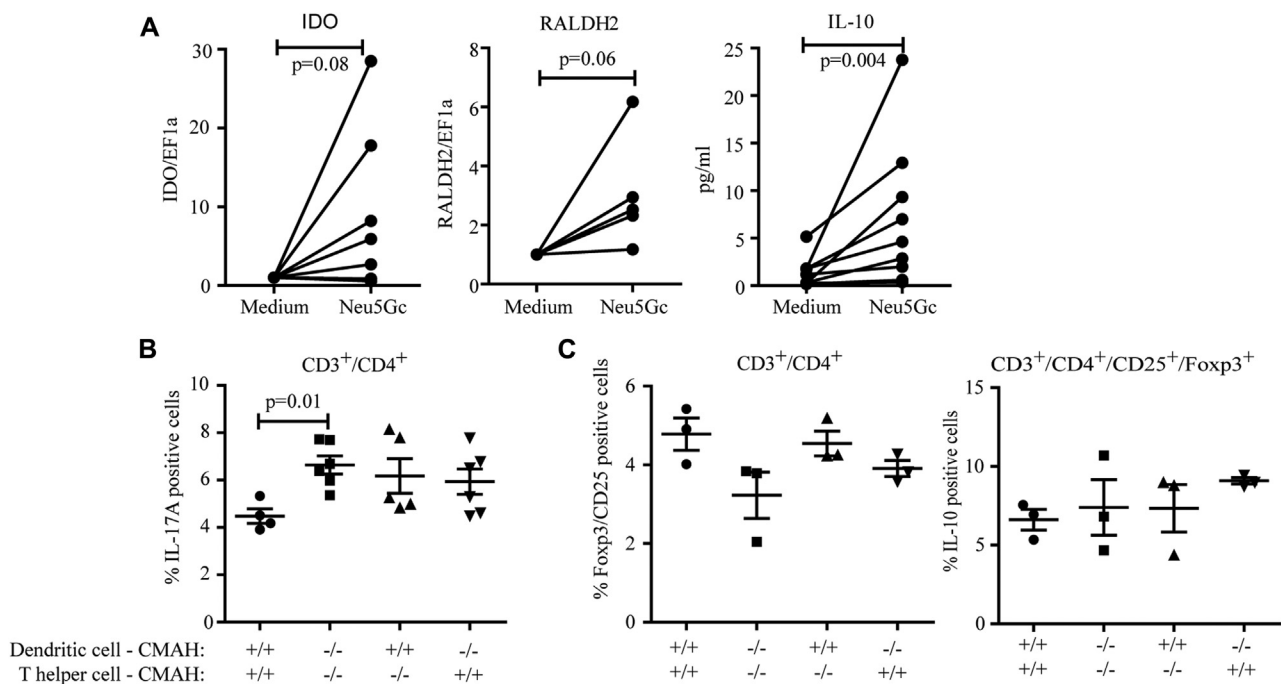 A
IDO
p=0.08
IDO/EF1a
30
20
10
0
Medium Neu5Gc
RALDH2
p=0.06
RALDH2/EF1a
8
6
4
2
0
Medium Neu5Gc
IL-10
p=0.004
pg/ml
25
20
15
10
5
0
Medium Neu5Gc
B
CD3+/CD4+
p=0.01
% IL-17A positive cells
10
8
6
4
2
0
C
CD3+/CD4+
% Foxp3/CD25 positive cells
6
4
2
0
CD3+/CD4+/CD25+/Foxp3+
% IL-10 positive cells
15
10
5
0
Dendritic cell - CMAH: +/+ -/- +/+ -/- +/+ -/- +/+ -/- +/+ -/- +/+ -/-
T helper cell - CMAH: +/+ -/- -/- +/+ +/+ -/- -/- +/+ +/+ -/- -/- +/+